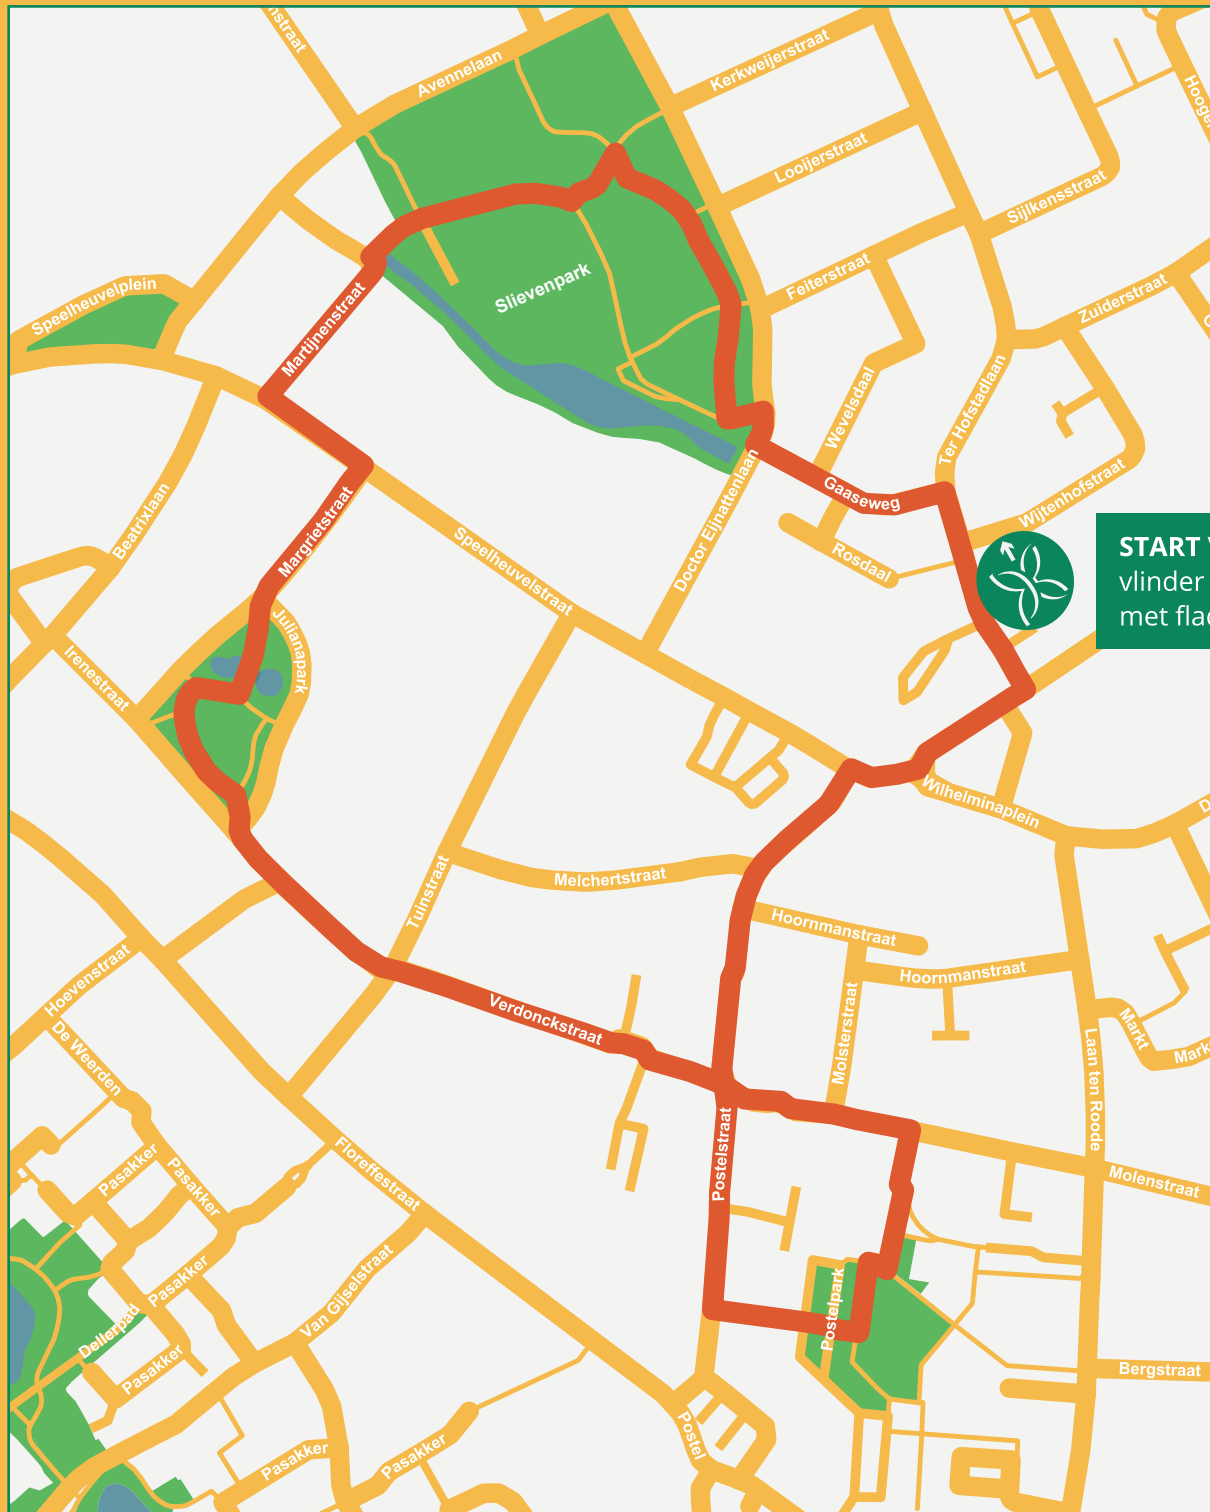 Avennelaan
Kerkweijerstraat
Looijerstraat
Sijlkensstraat
Slievenpark
Feiterstraat
Zuiderstraat
Speelheuvelplein
Martijnenstraat
Wevelsdaal
Ter Hofstadlaan
Wijtenhofstraat
Gaaseweg
Rosdaal
Doctor Eijnattenlaan
Beatrixlaan
Margrietstraat
Speelheuvelstraat
START
vlinder
met
Julianapark
Irenestraat
Wilhelminaplein
Tuinstraat
Melchertstraat
Hoornmanstraat
Hoornmanstraat
Molsterstraat
Markt
Laan ten Roode
Hoevenstraat
De Weerden
Verdonckstraat
Postelstraat
Molenstraat
Pasakker
Pasakker
Floreffestraat
Van Gijselstraat
Pasakker
Dellerpad
Pasakker
Postelpark
Bergstraat
Postel
Pasakker
Pasakker